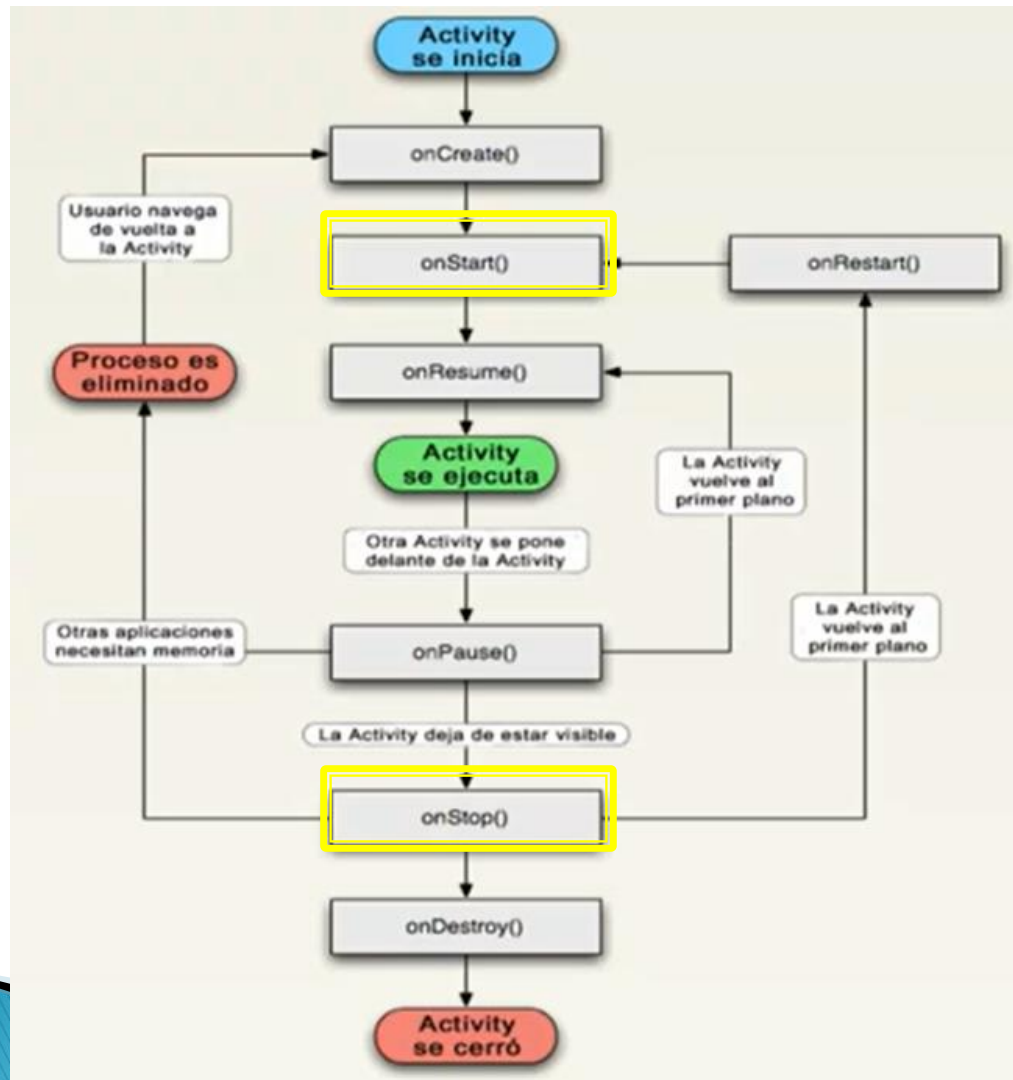 Activity
se inicia
onCreate()
Usuario navega
de vuelta a
la Activity
onStart()
onRestart()
Proceso es
eliminado
onResume()
Activity
se ejecuta
La Activity
vuelve al
primer plano
Otra Activity se pone
delante de la Activity
Otras aplicaciones
necesitan memoria
onPause()
La Activity
vuelve al
primer plano
La Activity deja de estar visible
onStop()
onDestroy()
Activity
se cerró